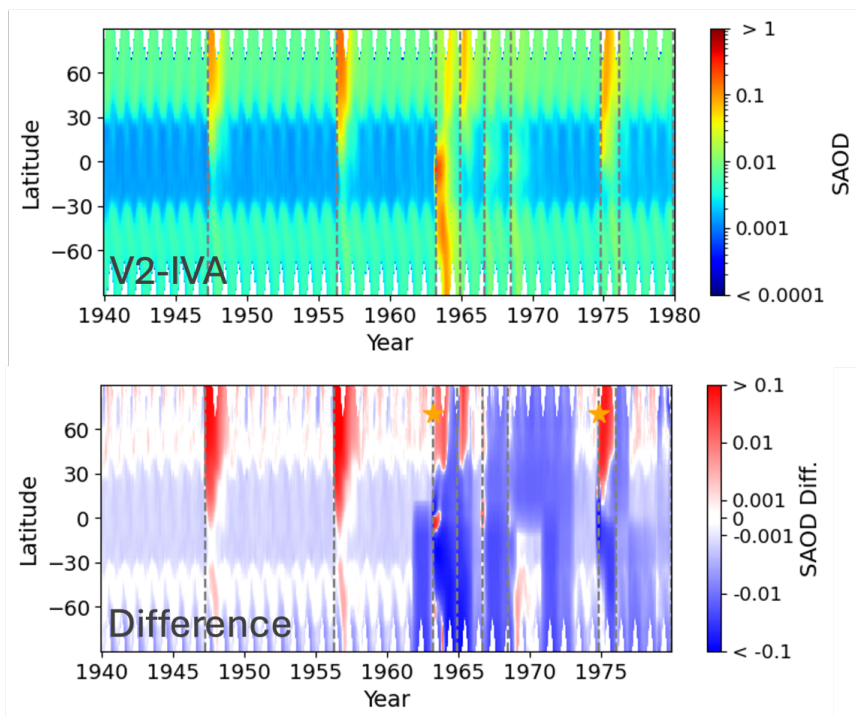 60
30
0
−30
−60
Latitude
V2-IVA
1940 1945 1950 1955 1960 1965 1970 1975 1980
Year
> 1
0.1
0.01
0.001
< 0.0001
SAOD
60
30
0
−30
−60
Latitude
Difference
1940 1945 1950 1955 1960 1965 1970 1975
Year
> 0.1
0.01
0.001
0
-0.001
-0.01
< -0.1
SAOD Diff.